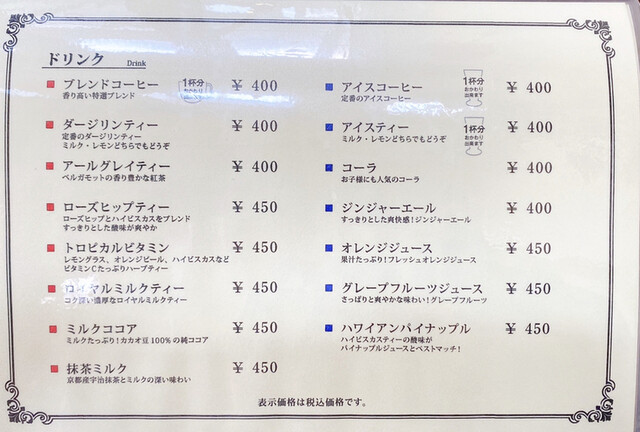 ドリンク Drink
ブレンドコーヒー ¥ 400
香り高い特選ブレンド
1杯分
おかわり
ダージリンティー ¥ 400
定番のダージリンティー
ミルク・レモンどちらでもどうぞ
アールグレイティー ¥ 400
ベルガモットの香り豊かな紅茶
ローズヒップティー ¥ 450
ローズヒップとハイビスカスをブレンド
すっきりとした酸味が爽やか
トロピカルビタミン ¥ 450
レモングラス、オレンジピール、ハイビスカスなど
ビタミンCたっぷりハーブティー
ロイヤルミルクティー ¥ 450
コク深い濃厚なロイヤルミルクティー
ミルクココア ¥ 450
ミルクたっぷり!カカオ豆100%の純ココア
抹茶ミルク ¥ 450
京都産宇治抹茶とミルクの深い味わい
アイスコーヒー ¥ 400
定番のアイスコーヒー
1杯分
おかわり
出来ます
アイスティー ¥ 400
定番のアイスティー
ミルク・レモンどちらでもどうぞ
1杯分
おかわり
出来ます
コーラ ¥ 400
お子様にも人気のコーラ
ジンジャーエール ¥ 400
すっきりとした爽快感!ジンジャーエール
オレンジジュース ¥ 450
果汁たっぷり!フレッシュオレンジジュース
グレープフルーツジュース ¥ 450
さっぱりと爽やかな味わい!グレープフルーツ
ハワイアンパイナップル ¥ 450
ハイビスカスティーの酸味が
パイナップルジュースとベストマッチ!
表示価格は税込価格です。